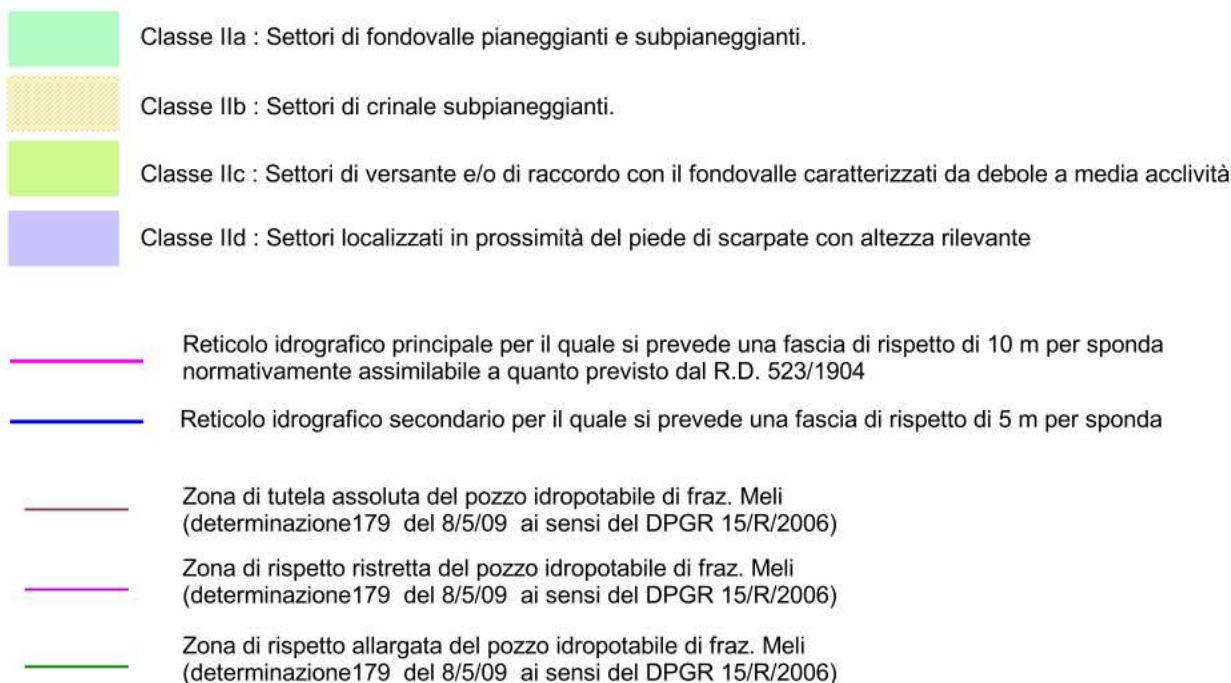 Classe IIa : Settori di fondovalle pianeggianti e subpianeggianti.
Classe IIb : Settori di crinale subpianeggianti.
Classe IIc : Settori di versante e/o di raccordo con il fondovalle caratterizzati da debole a media acclività
Classe IId : Settori localizzati in prossimità del piede di scarpate con altezza rilevante
Reticolo idrografico principale per il quale si prevede una fascia di rispetto di 10 m per sponda
normativamente assimilabile a quanto previsto dal R.D. 523/1904
Reticolo idrografico secondario per il quale si prevede una fascia di rispetto di 5 m per sponda
Zona di tutela assoluta del pozzo idropotabile di fraz. Meli
(determinazione179 del 8/5/09 ai sensi del DPGR 15/R/2006)
Zona di rispetto ristretta del pozzo idropotabile di fraz. Meli
(determinazione179 del 8/5/09 ai sensi del DPGR 15/R/2006)
Zona di rispetto allargata del pozzo idropotabile di fraz. Meli
(determinazione179 del 8/5/09 ai sensi del DPGR 15/R/2006)